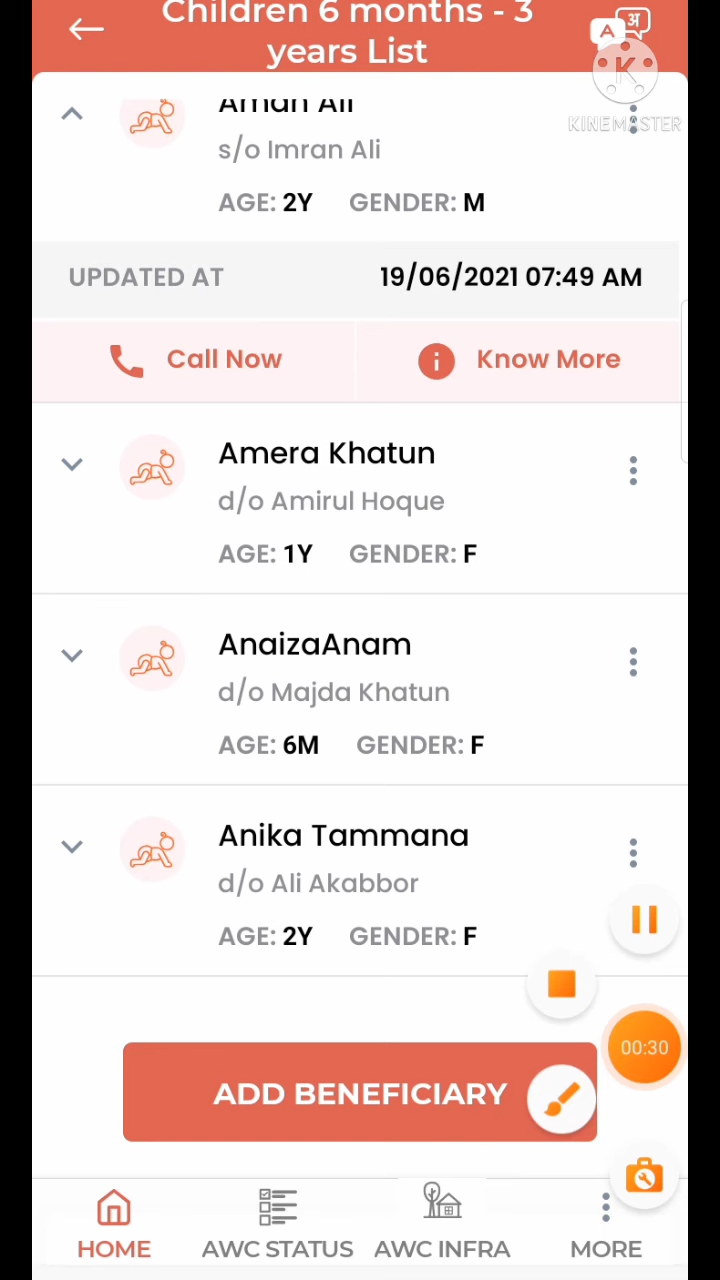 Children 6 months - 3
years List
A
अ
K
KINEMASTER
Aman Ali
s/o Imran Ali
AGE: 2Y GENDER: M
UPDATED AT 19/06/2021 07:49 AM
Call Now Know More
Amera Khatun
d/o Amirul Hoque
AGE: 1Y GENDER: F
AnaizaAnam
d/o Majda Khatun
AGE: 6M GENDER: F
Anika Tammana
d/o Ali Akabbor
AGE: 2Y GENDER: F
00:30
ADD BENEFICIARY
HOME AWC STATUS AWC INFRA MORE